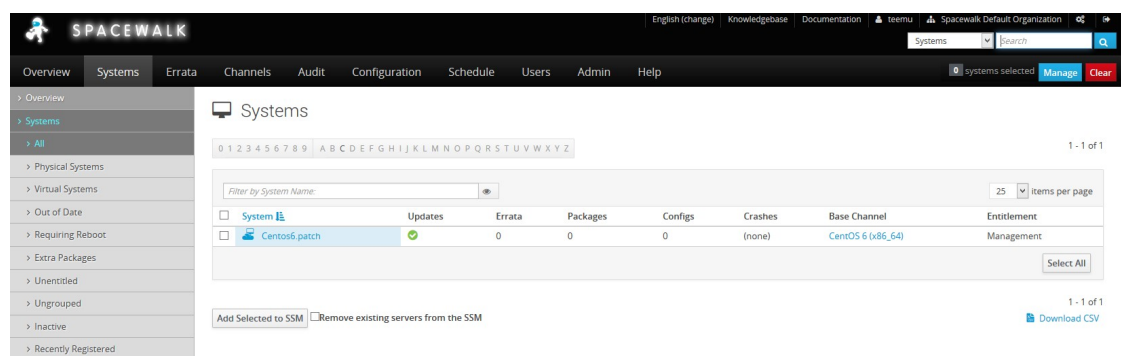 SPACEWALK
English (change) Knowledgebase Documentation teemu Spacewalk Default Organization
Systems Search
Overview Systems Errata Channels Audit Configuration Schedule Users Admin Help
0 systems selected Manage Clear
> Overview
> Systems
> All
> Physical Systems
> Virtual Systems
> Out of Date
> Requiring Reboot
> Extra Packages
> Unentitled
> Ungrouped
> Inactive
> Recently Registered
Systems
0 1 2 3 4 5 6 7 8 9 A B C D E F G H I J K L M N O P Q R S T U V W X Y Z
1 - 1 of 1
Filter by System Name:
25 items per page
System Updates Errata Packages Configs Crashes Base Channel Entitlement
Centos6.patch 0 0 0 (none) CentOS 6 (x86_64) Management
Select All
1 - 1 of 1
Add Selected to SSM Remove existing servers from the SSM
Download CSV